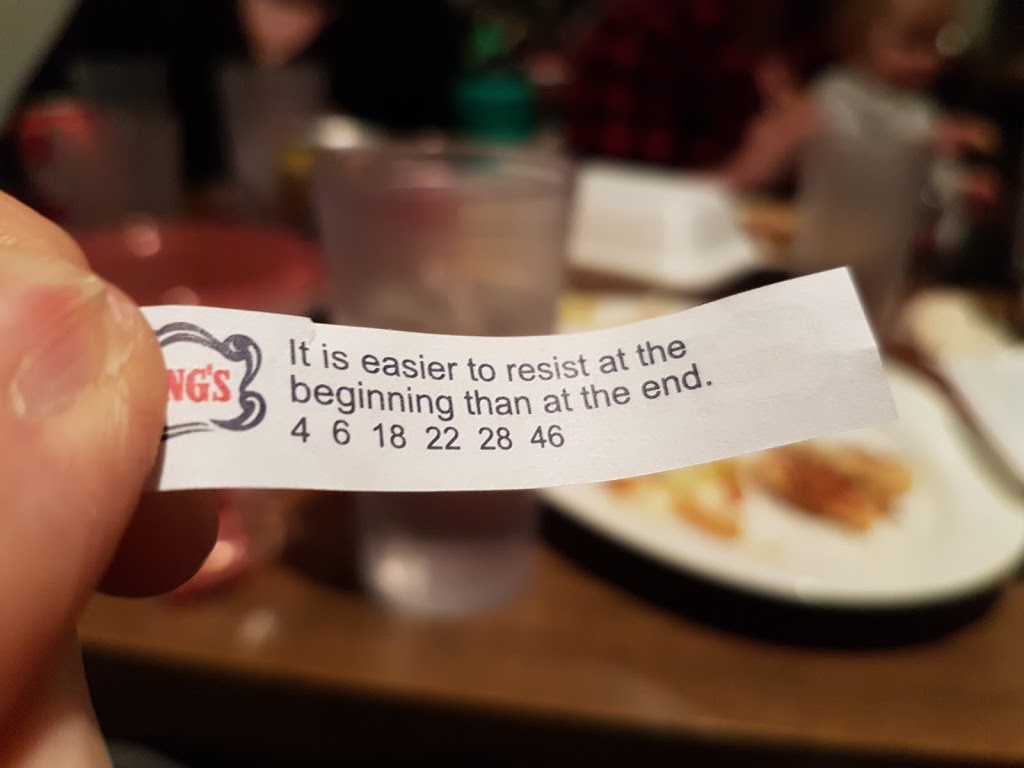 NG'S
It is easier to resist at the
beginning than at the end.
4 6 18 22 28 46